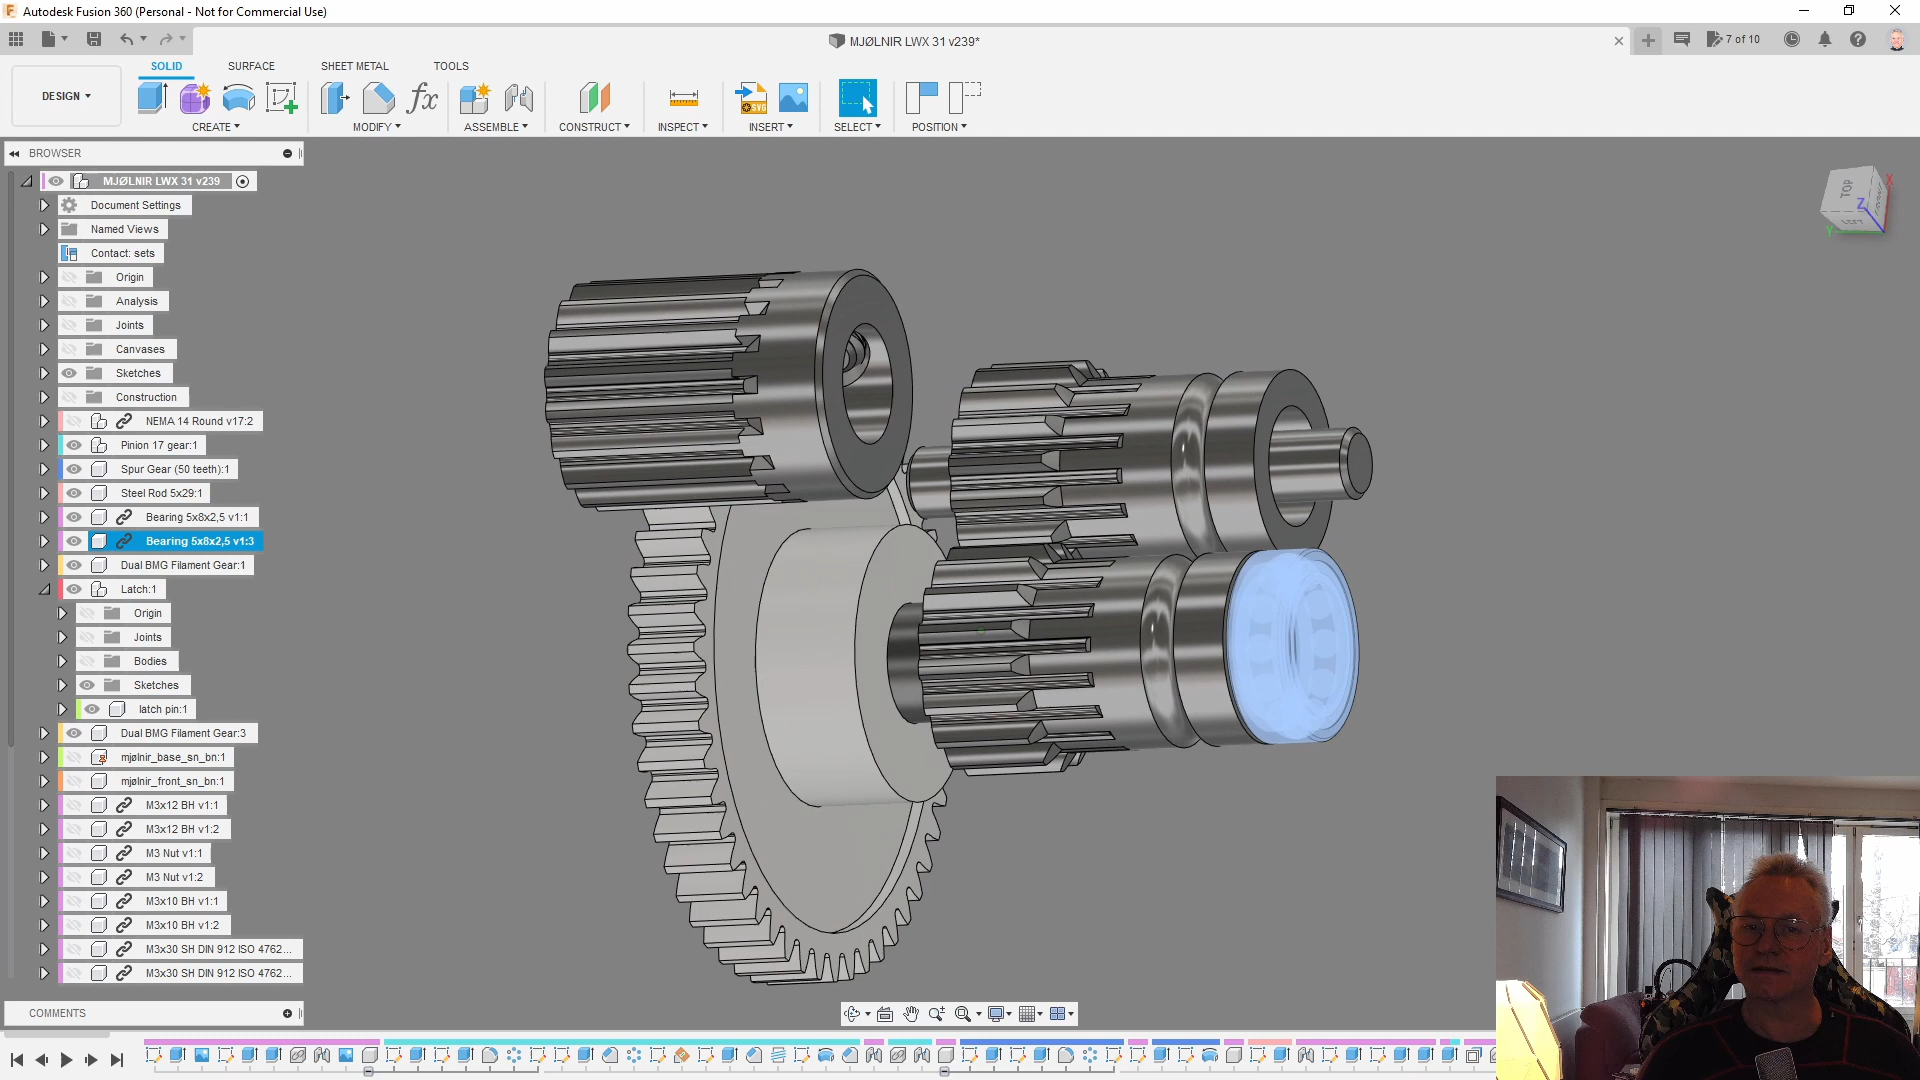 Autodesk Fusion 360 (Personal - Not for Commercial Use)
MJØLNIR LWX 31 v239*
7 of 10
DESIGN
SOLID
SURFACE
SHEET METAL
TOOLS
CREATE
MODIFY
ASSEMBLE
CONSTRUCT
INSPECT
INSERT
SELECT
POSITION
fx
SVG
BROWSER
MJØLNIR LWX 31 v239
Document Settings
Named Views
Contact: sets
Origin
Analysis
Joints
Canvases
Sketches
Construction
NEMA 14 Round v17:2
Pinion 17 gear:1
Spur Gear (50 teeth):1
Steel Rod 5x29:1
Bearing 5x8x2,5 v1:1
Bearing 5x8x2,5 v1:3
Dual BMG Filament Gear:1
Latch:1
Origin
Joints
Bodies
Sketches
latch pin:1
Dual BMG Filament Gear:3
mjølnir_base_sn_bn:1
mjølnir_front_sn_bn:1
M3x12 BH v1:1
M3x12 BH v1:2
M3 Nut v1:1
M3 Nut v1:2
M3x10 BH v1:1
M3x10 BH v1:2
M3x30 SH DIN 912 ISO 4762...
M3x30 SH DIN 912 ISO 4762...
COMMENTS
TOP
LEFT
X
Z
Y